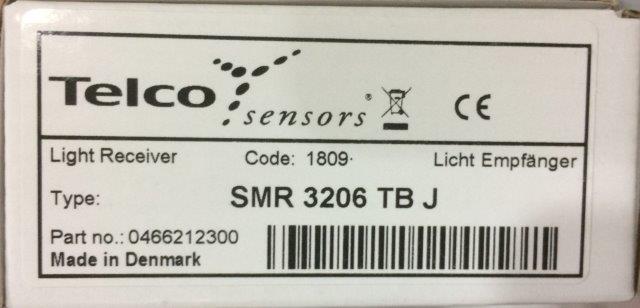 Telco sensors ® CE
Light Receiver Code: 1809· Licht Empfänger
Type: SMR 3206 TB J
Part no.: 0466212300
Made in Denmark